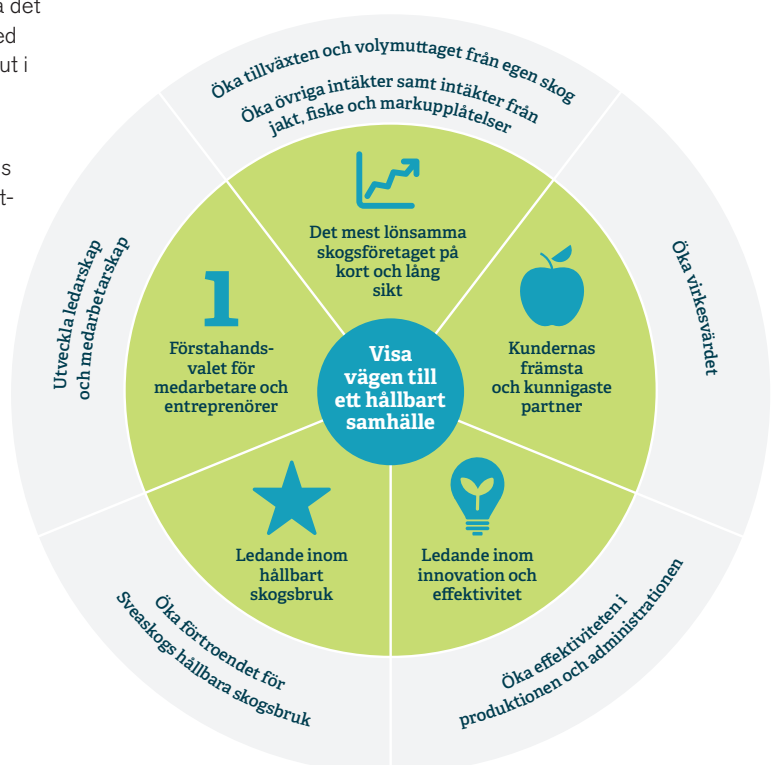 det
ut i
Öka tillväxten och volymuttaget från egen skog
Öka övriga intäkter samt intäkter från
jakt, fiske och markupplåtelser
Det mest lönsamma
skogsföretaget på
kort och lång
sikt
Öka virkesvärdet
Kundernas
främsta
och kunnigaste
partner
Öka effektiviteten i
produktionen och administrationen
Ledande inom
innovation och
effektivitet
Öka förtroendet för
Sveaskogs hållbara skogsbruk
Ledande inom
hållbart
skogsbruk
Utveckla ledarskap
och medarbetarskap
1
Förstahands-
valet för
medarbetare och
entreprenörer
Visa
vägen till
ett hållbart
samhälle